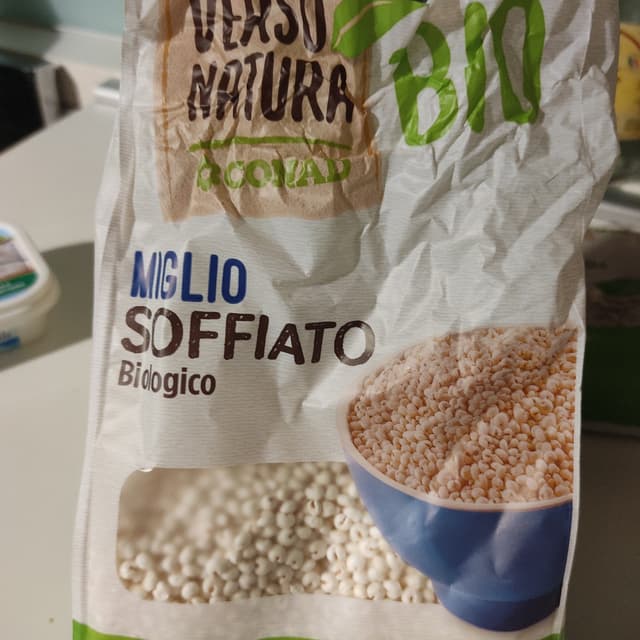 VERSO
NATURA
CONAD
BIO
MIGLIO
SOFFIATO
Biologico